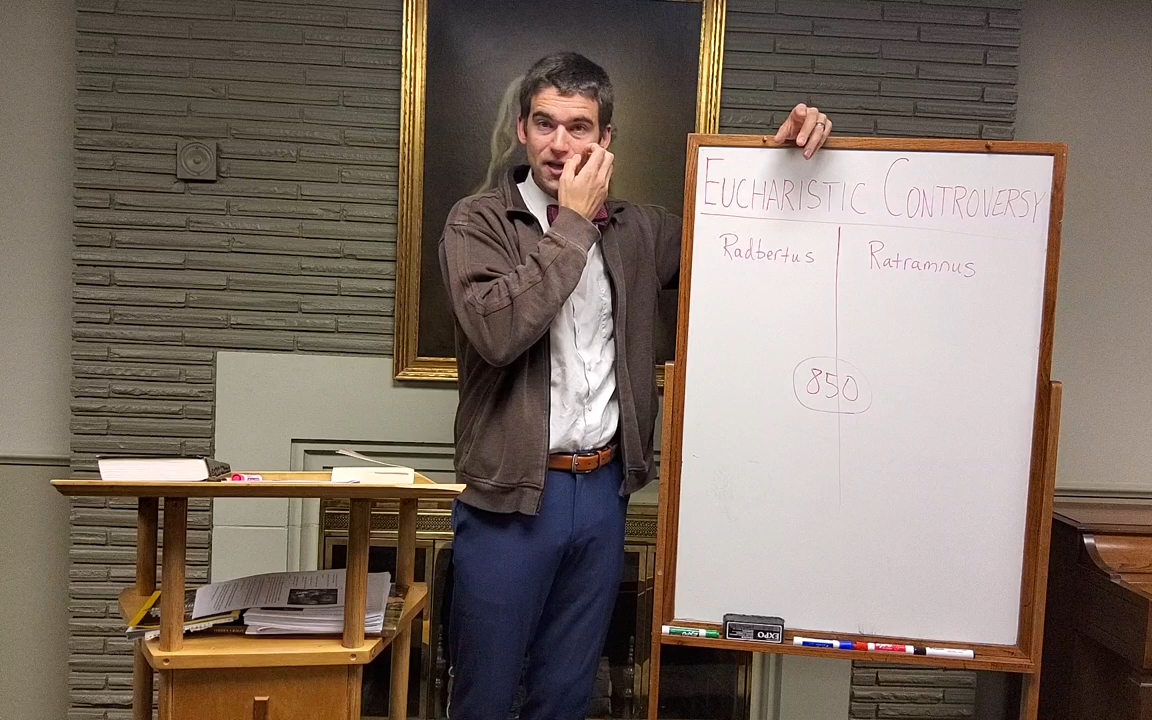 EUCHARISTIC CONTROVERSY
Radbertus
Ratramnus
850
EXPO